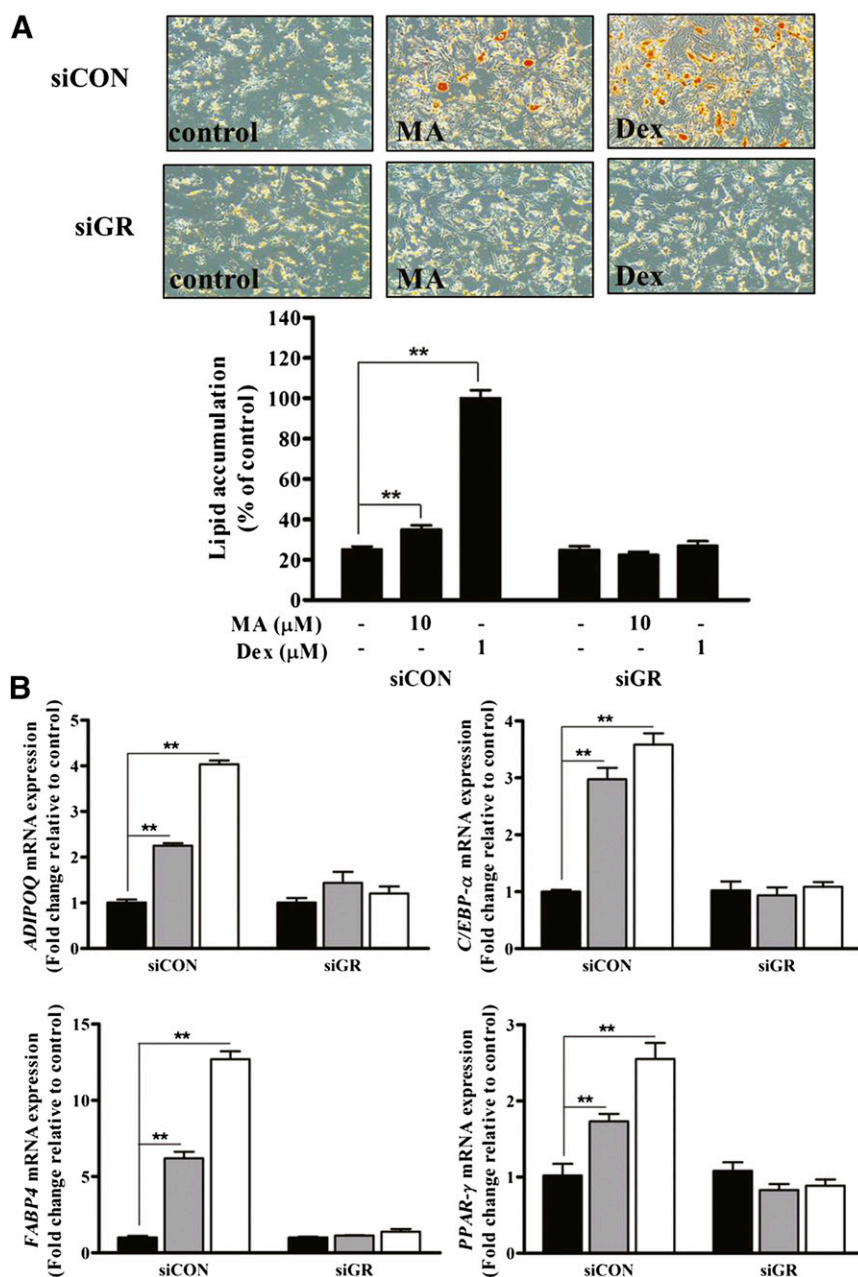 A
siCON
control
MA
Dex
siGR
control
MA
Dex
Lipid accumulation
(% of control)
140
120
100
80
60
40
20
0
**
**
MA (μM) - 10 - - 10 -
Dex (μM) - - 1 - - 1
siCON siGR
B
ADIPOQ mRNA expression
(Fold change relative to control)
5
4
3
2
1
0
**
**
siCON siGR
C/EBP-α mRNA expression
(Fold change relative to control)
4
3
2
1
0
**
**
siCON siGR
FABP4 mRNA expression
(Fold change relative to control)
15
10
5
0
**
**
siCON siGR
PPAR-γ mRNA expression
(Fold change relative to control)
3
2
1
0
**
**
siCON siGR